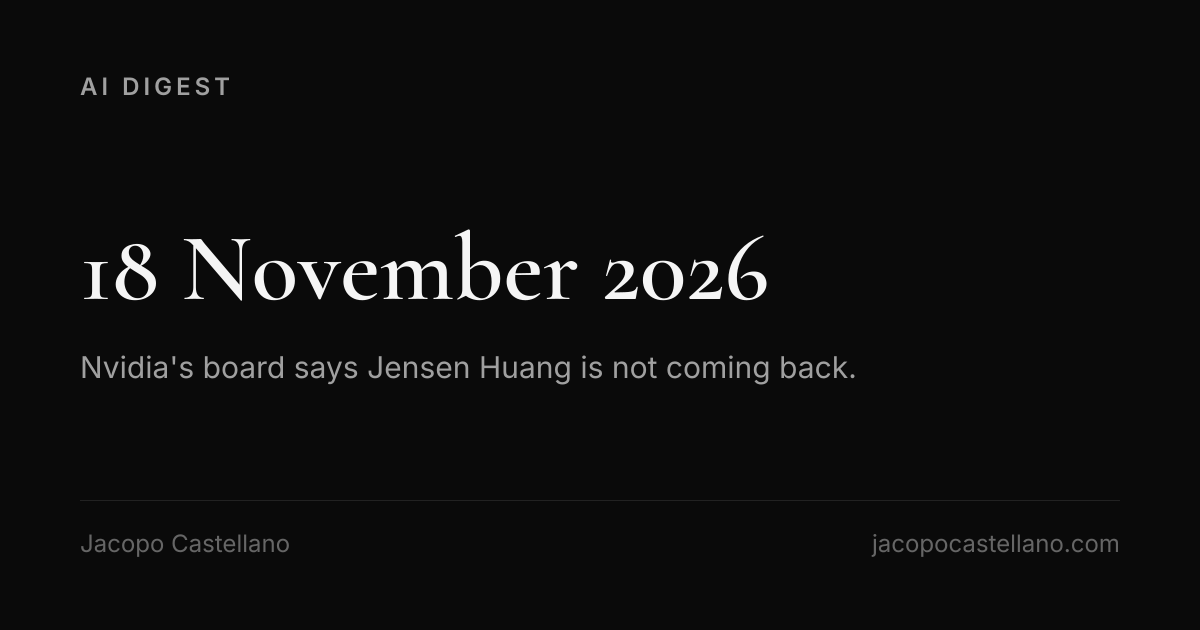 AI DIGEST
18 November 2026
Nvidia's board says Jensen Huang is not coming back.
Jacopo Castellano
jacopocastellano.com